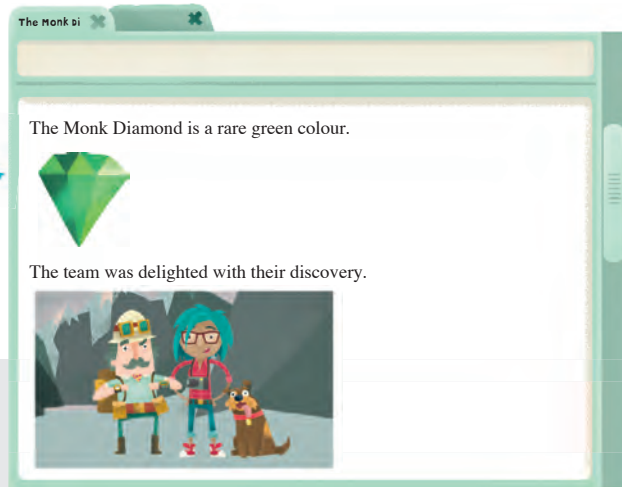 The Monk Di
The Monk Diamond is a rare green colour.
The team was delighted with their discovery.